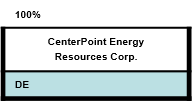 100%
CenterPoint Energy
Resources Corp.
DE